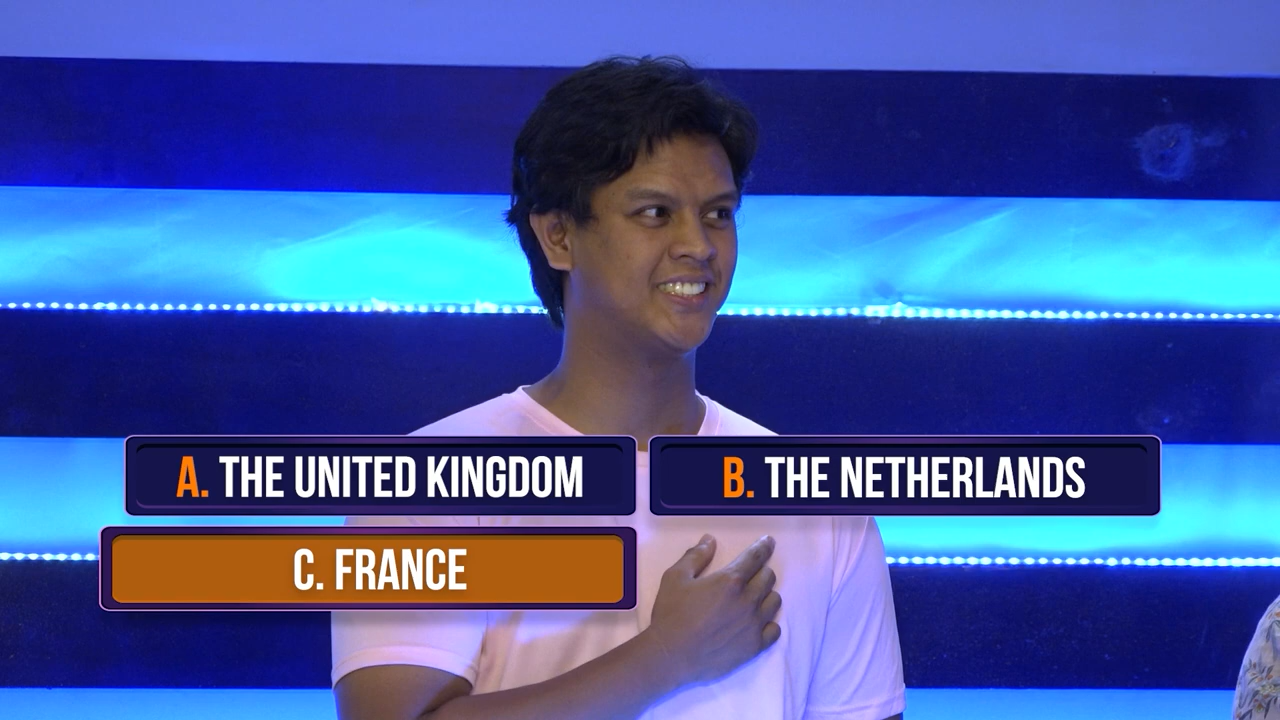 A. THE UNITED KINGDOM
B. THE NETHERLANDS
C. FRANCE